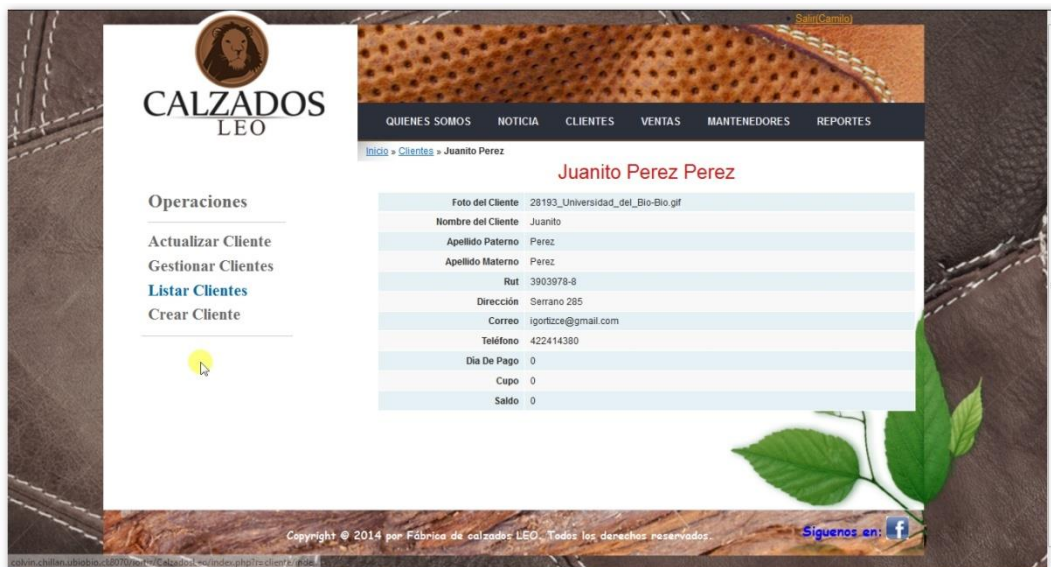 Salir(Camilo)
CALZADOS
LEO
QUIENES SOMOS NOTICIA CLIENTES VENTAS MANTENEDORES REPORTES
Inicio » Clientes » Juanito Perez
Juanito Perez Perez
Operaciones
Actualizar Cliente
Gestionar Clientes
Listar Clientes
Crear Cliente
Foto del Cliente 28193_Universidad_del_Bio-Bio.gif
Nombre del Cliente Juanito
Apellido Paterno Perez
Apellido Materno Perez
Rut 3903978-8
Dirección Serrano 285
Correo igortizce@gmail.com
Teléfono 422414380
Dia De Pago 0
Cupo 0
Saldo 0
Copyright © 2014 por Fábrica de calzados LEO. Todos los derechos reservados.
Siguenos en: